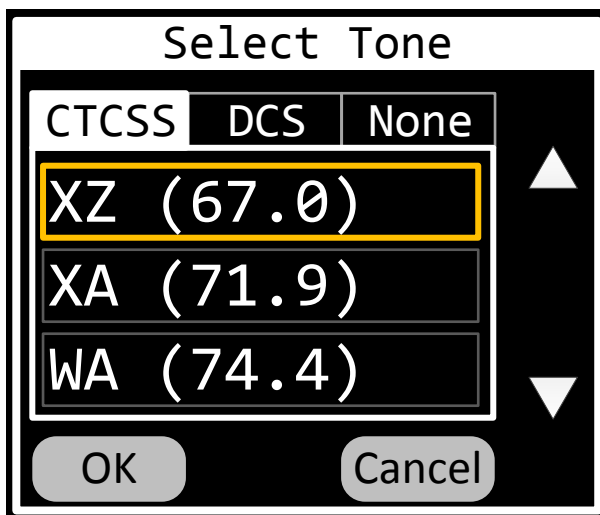 Select Tone
CTCSS DCS None
XZ (67.0)
XA (71.9)
WA (74.4)
OK Cancel